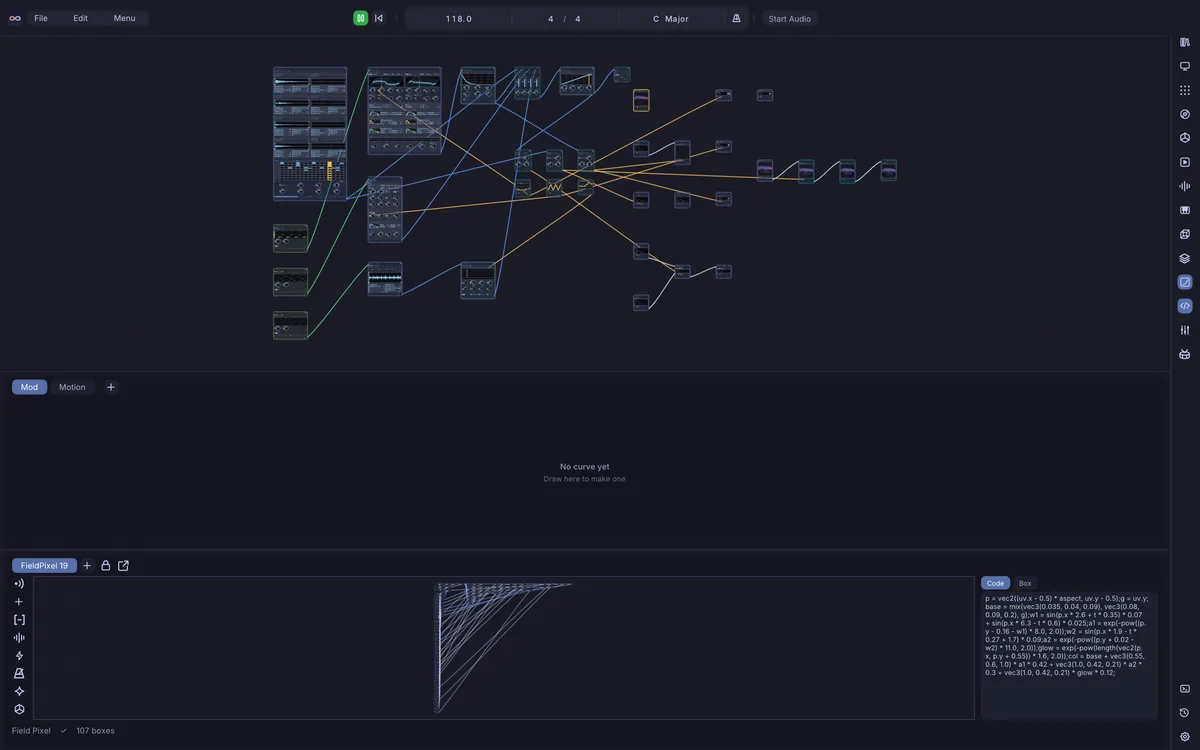 File Edit Menu
118.0 4 / 4 C Major Start Audio
Mod Motion
No curve yet
Draw here to make one
FieldPixel 19
Code Box
p = vec2((uv.x - 0.5) * aspect, uv.y - 0.5);g = uv.y;
base = mix(vec3(0.035, 0.04, 0.09), vec3(0.08,
0.09, 0.2), g);w1 = sin(p.x * 2.6 + t * 0.35) * 0.07
+ sin(p.x * 6.3 - t * 0.6) * 0.025;a1 = exp(-pow((p.
y - 0.16 - w1) * 8.0, 2.0));w2 = sin(p.x * 1.9 - t *
0.27 + 1.7) * 0.09;a2 = exp(-pow((p.y + 0.02 -
w2) * 11.0, 2.0));glow = exp(-pow(length(vec2(p.
x, p.y + 0.55)) * 1.6, 2.0));col = base + vec3(0.55,
0.6, 1.0) * a1 * 0.42 + vec3(1.0, 0.42, 0.21) * a2 *
0.3 + vec3(1.0, 0.42, 0.21) * glow * 0.12;
Field Pixel 107 boxes